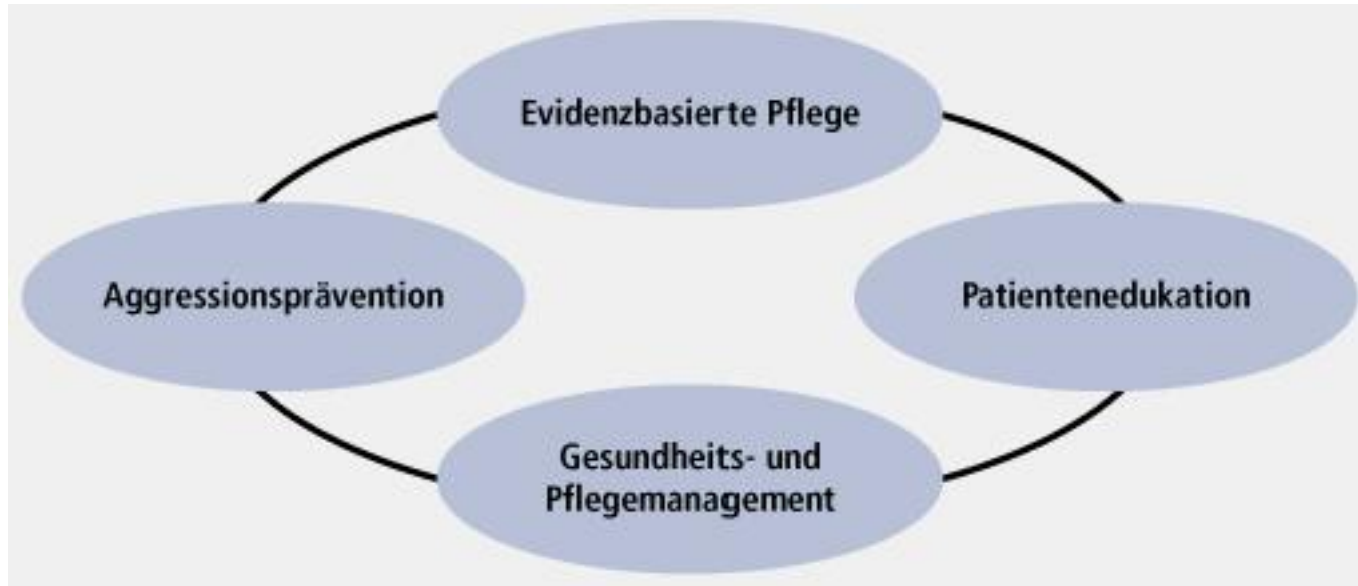 Evidenzbasierte Pflege
Aggressionsprävention
Patientenedukation
Gesundheits- und
Pflegemanagement